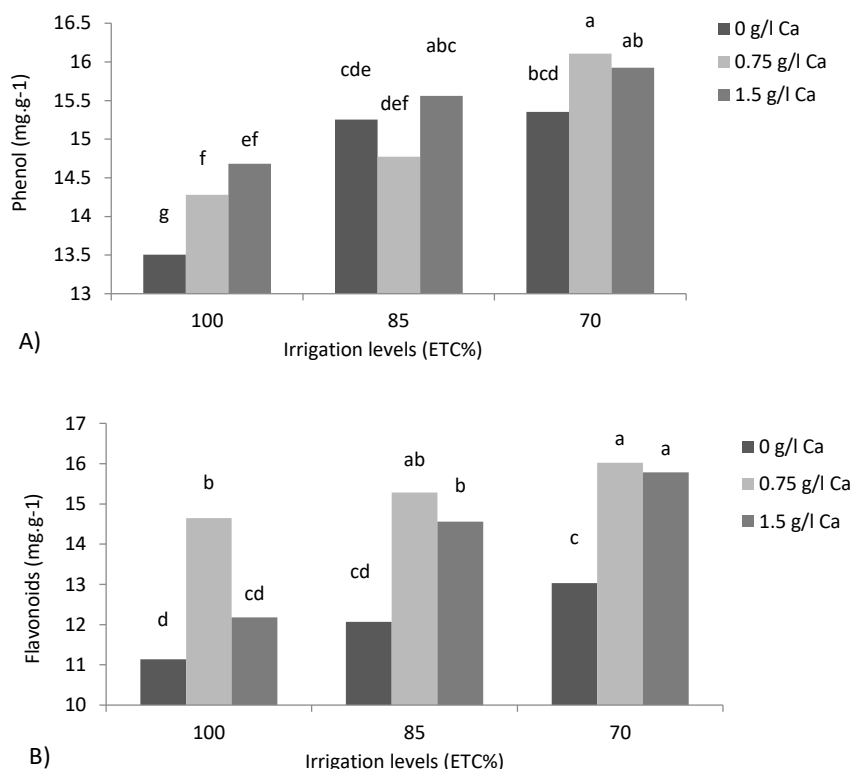 16.5
16
15.5
15
14.5
14
13.5
13
Phenol (mg.g-1)
g
f
ef
cde
def
abc
bcd
a
ab
0 g/l Ca
0.75 g/l Ca
1.5 g/l Ca
100
85
70
Irrigation levels (ETC%)
A)
17
16
15
14
13
12
11
10
Flavonoids (mg.g-1)
d
b
cd
cd
ab
b
c
a
a
0 g/l Ca
0.75 g/l Ca
1.5 g/l Ca
100
85
70
Irrigation levels (ETC%)
B)